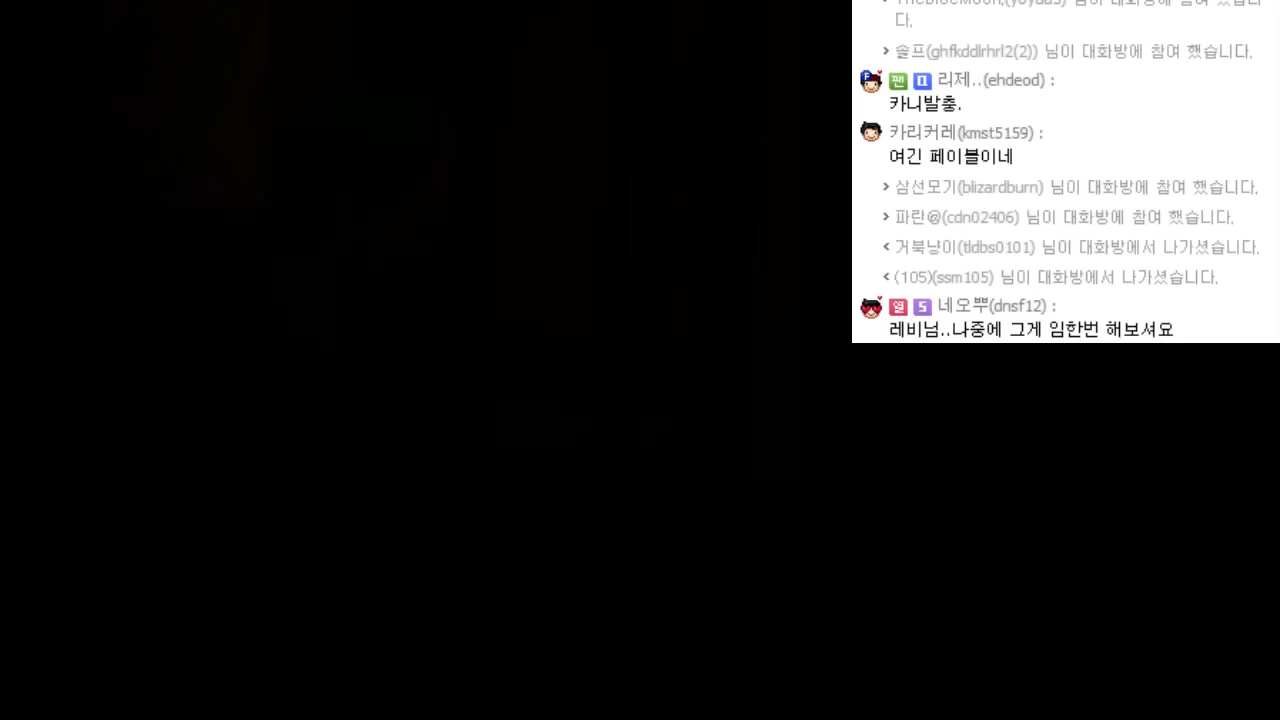 다.
> 솔프(ghfkddlrhrl2(2)) 님이 대화방에 참여 했습니다.
팬 리제..(ehdeod) :
카니발충.
카리커레(kmst5159) :
여긴 페이블이네
> 삼선모기(blizardburn) 님이 대화방에 참여 했습니다.
> 파란@(cdn02406) 님이 대화방에 참여 했습니다.
< 거북냥이(tldbs0101) 님이 대화방에서 나가셨습니다.
< (105)(ssm105) 님이 대화방에서 나가셨습니다.
열 5 네오뿌(dnsf12) :
레비님..나중에 그게 임한번 해보셔요